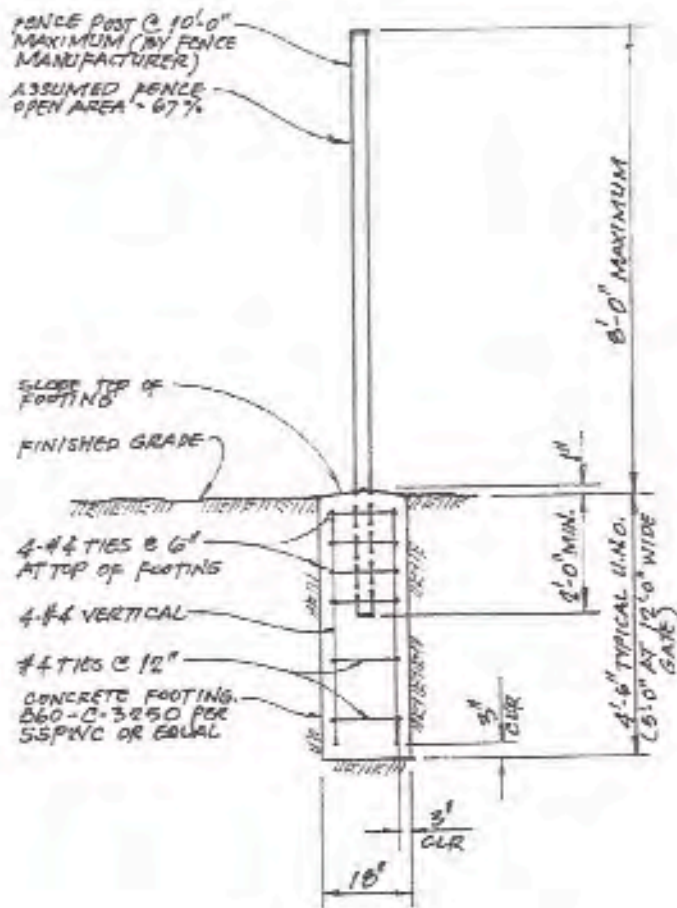 FENCE POST @ 10'-0"
MAXIMUM (BY FENCE
MANUFACTURER)
ASSUMED FENCE
OPEN AREA = 67%
8'-0" MAXIMUM
SLOPE TOP OF
FOOTING
FINISHED GRADE
1"
4-#4 TIES @ 6"
AT TOP OF FOOTING
2'-0" MIN.
4'-6" TYPICAL U.N.O.
(5'-0" AT 12'-0" WIDE
GATE)
4-#4 VERTICAL
#4 TIES @ 12"
CONCRETE FOOTING.
560-C-3250 PER
SSPWC OR EQUAL
3"
CLR
3"
CLR
18"